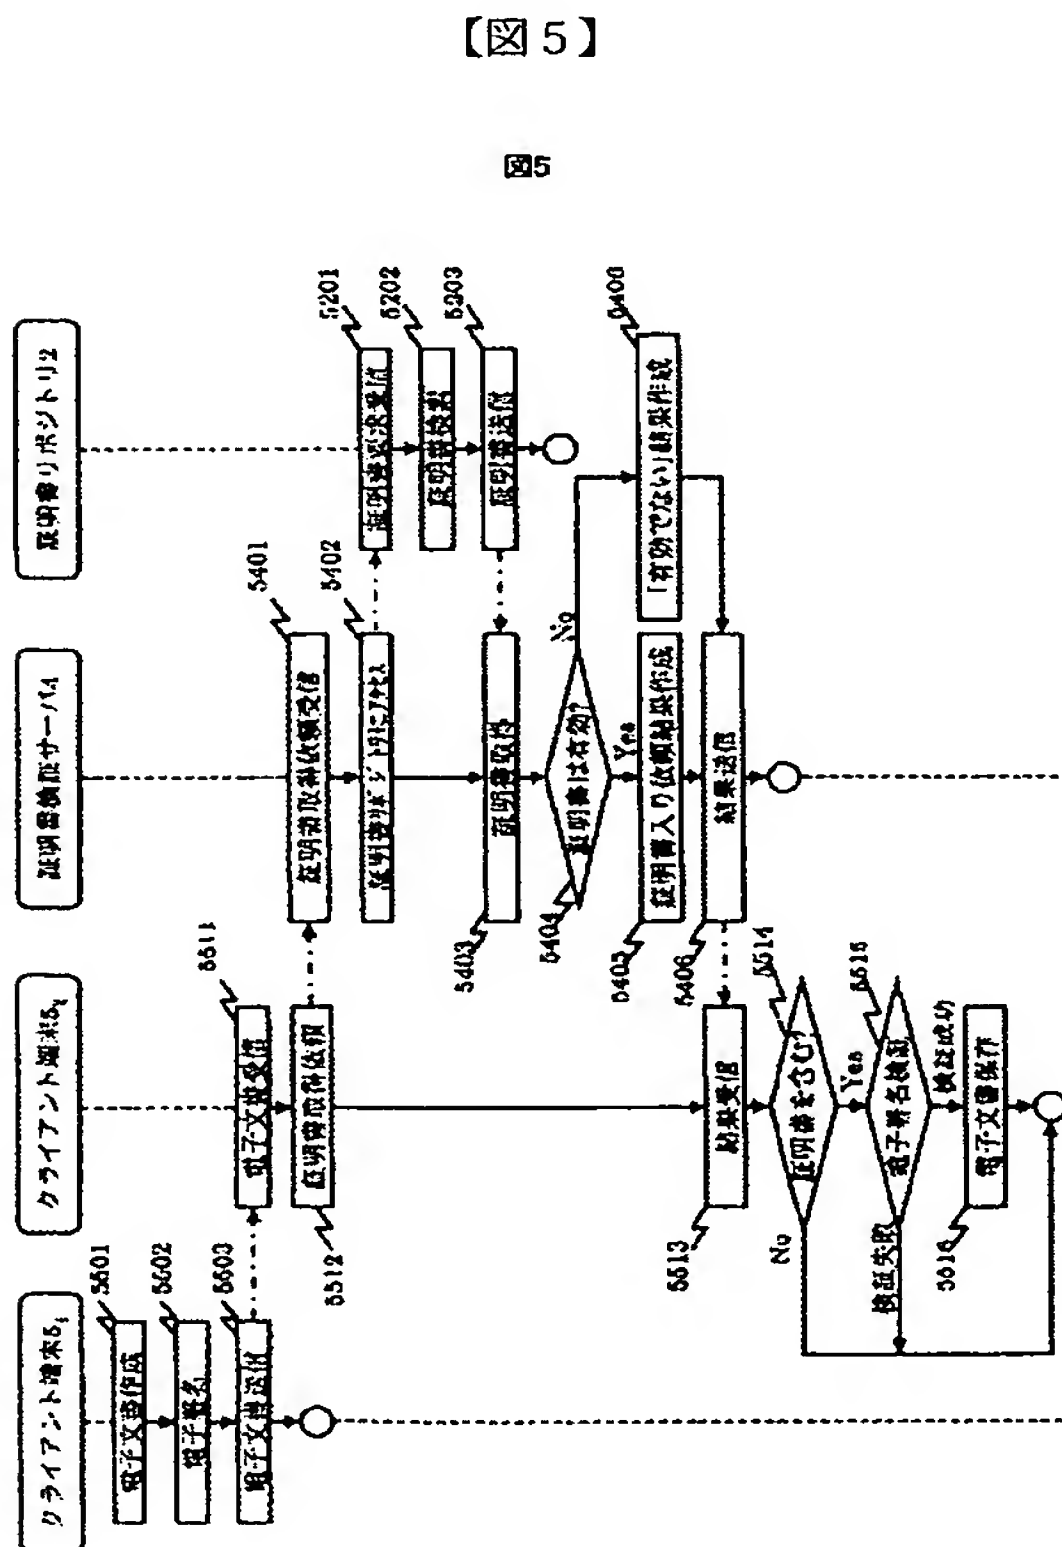 【図5】
図5
クライアント端末5₁
クライアント端末5₂
証明書検証サーバ4
証明書リポジトリ2
電子文書作成
5501
電子署名
5502
電子文書送信
5503
電子文書受信
5511
証明書取得依頼
5512
証明書取得依頼受信
5401
証明書リポジトリにアクセス
5402
証明書要求受信
5201
証明書検索
5202
証明書送信
5203
証明書取得
5403
証明書は有効?
5404
Yes
No
証明書入り依頼結果作成
5405
「有効でない」結果作成
結果送信
5406
結果受信
5513
証明書を含む?
5514
Yes
No
電子署名検証
5515
検証成功
検証失敗
電子文書保存
5516